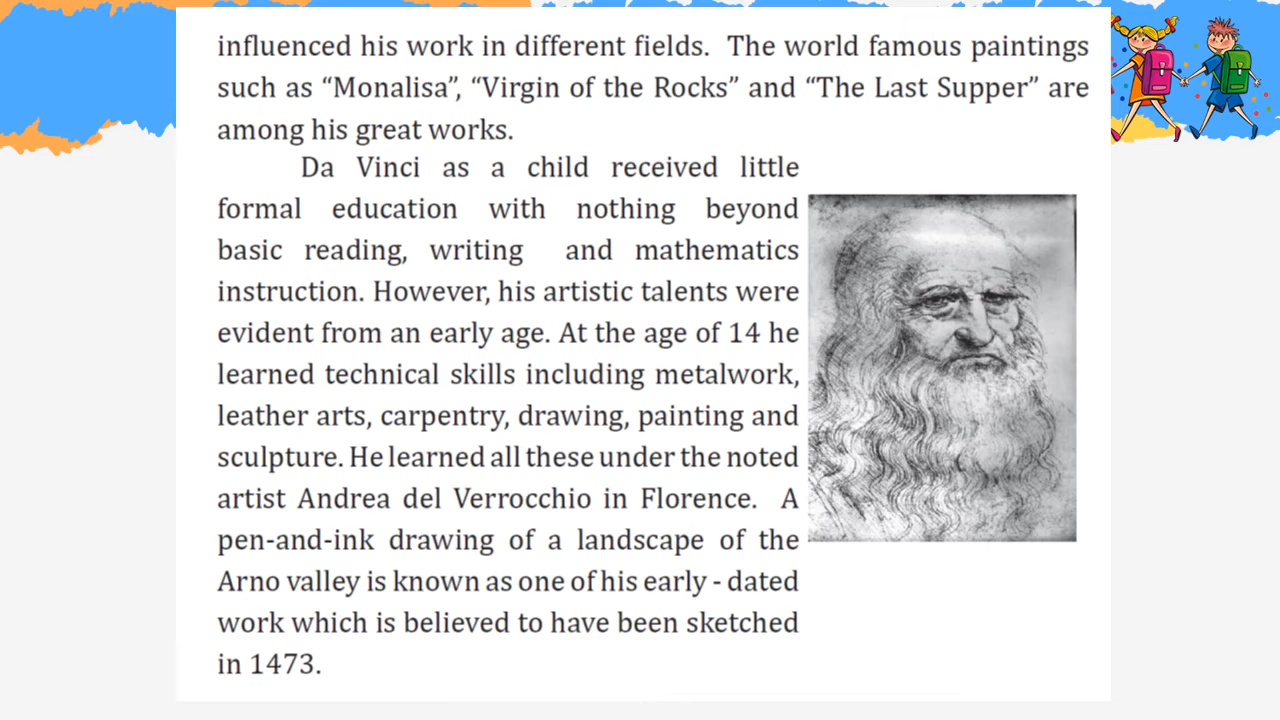 influenced his work in different fields. The world famous paintings
such as “Monalisa”, “Virgin of the Rocks” and “The Last Supper” are
among his great works.
Da Vinci as a child received little
formal education with nothing beyond
basic reading, writing and mathematics
instruction. However, his artistic talents were
evident from an early age. At the age of 14 he
learned technical skills including metalwork,
leather arts, carpentry, drawing, painting and
sculpture. He learned all these under the noted
artist Andrea del Verrocchio in Florence. A
pen-and-ink drawing of a landscape of the
Arno valley is known as one of his early - dated
work which is believed to have been sketched
in 1473.